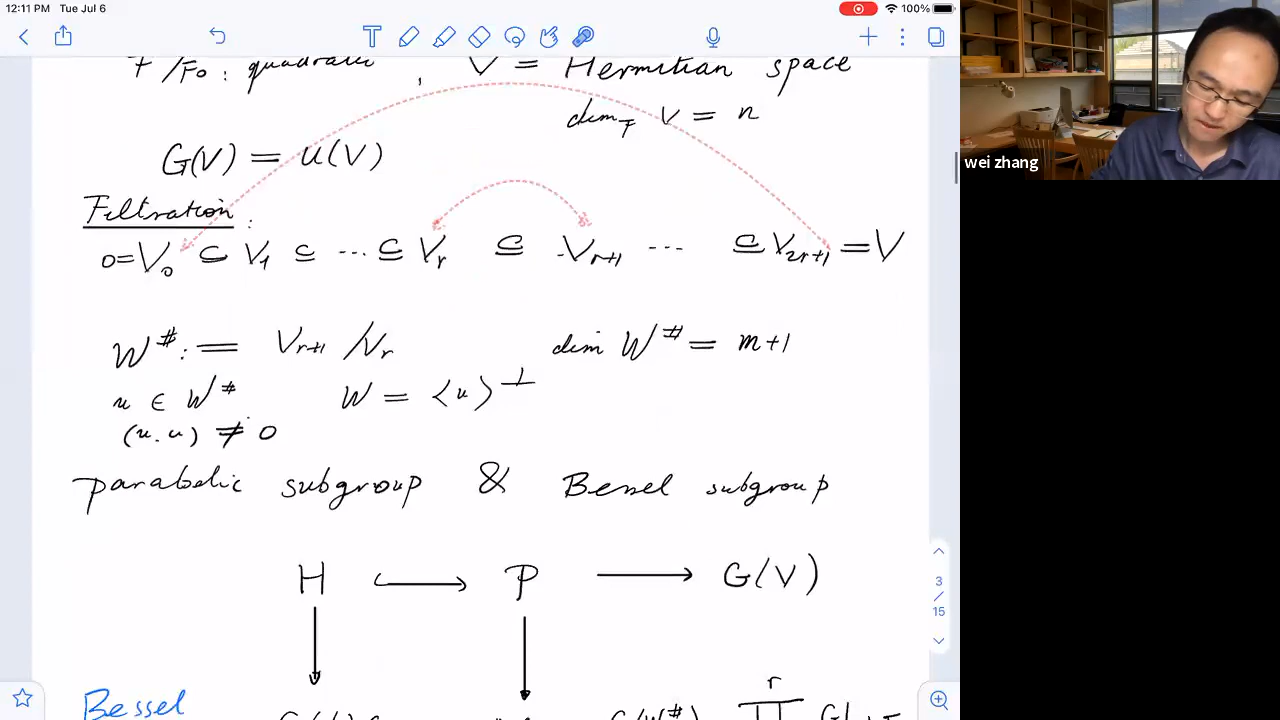 12:11 PM Tue Jul 6
100%
F/F₀ : quadratic , V = Hermitian space
dim_F V = n
G(V) = U(V)
Filtration :
0=V₀ ⊆ V₁ ⊆ ⋯ ⊆ V_r ⊆ V_{r+1} ⋯ ⊆ V_{2r+1} = V
W^# := V_{r+1} / V_r dim W^# = m+1
u ∈ W^# W = ⟨u⟩^⊥
(u.u) ≠ 0
parabolic subgroup & Bessel subgroup
H ↪ P ⟶ G(V)
r
Bessel
3
/
15
wei zhang